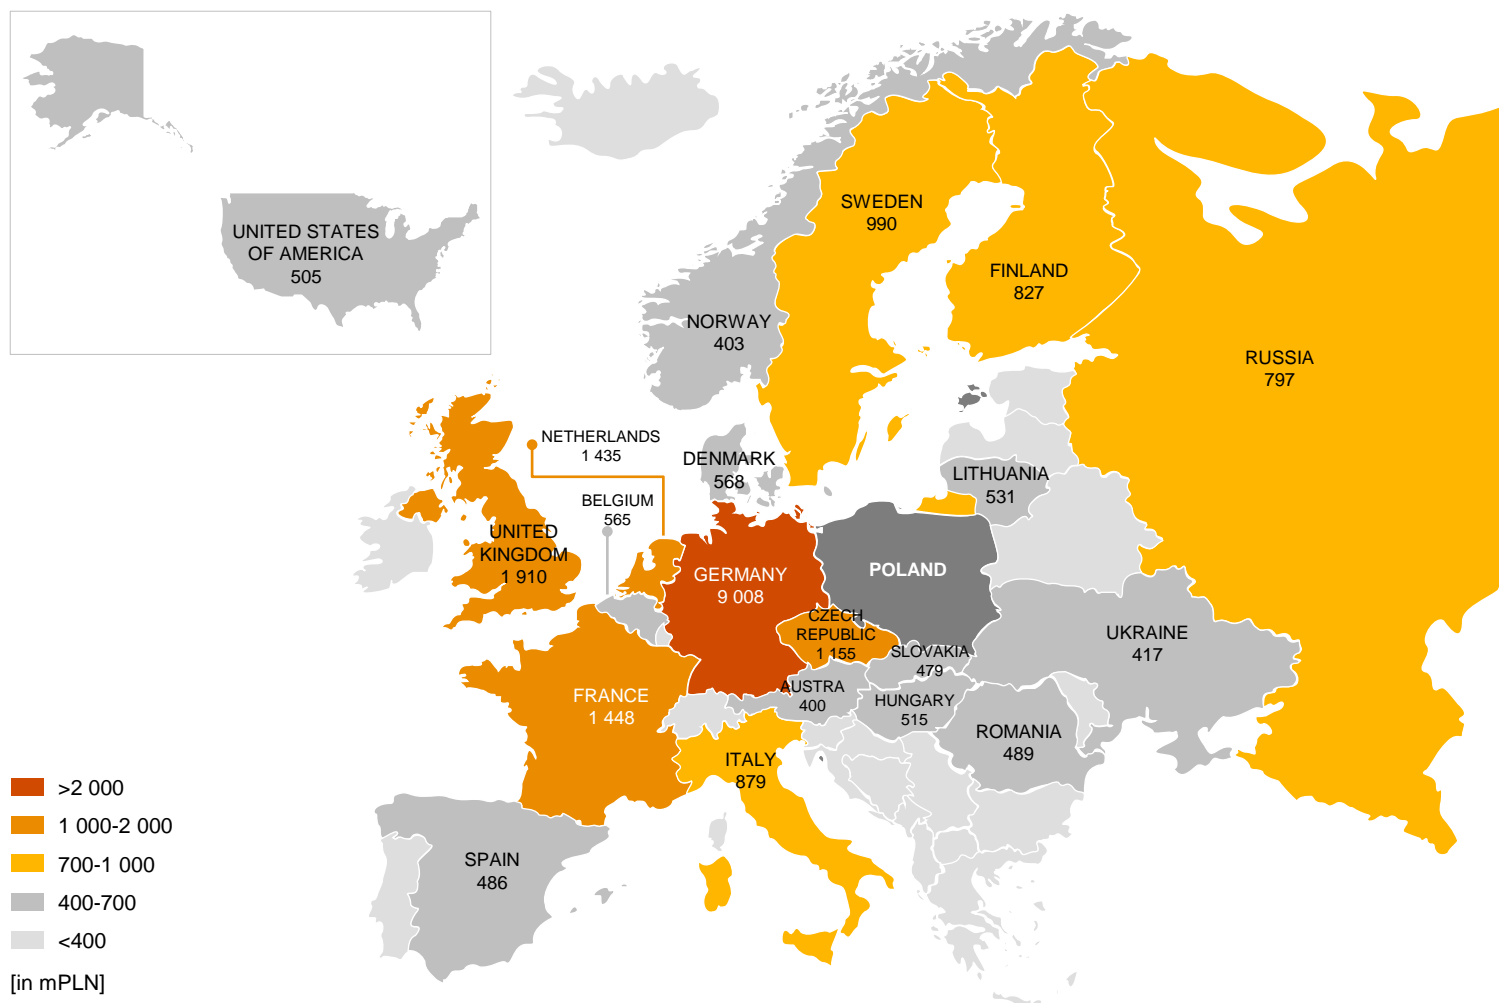 UNITED STATES
OF AMERICA
505
SWEDEN
990
FINLAND
827
NORWAY
403
RUSSIA
797
NETHERLANDS
1 435
DENMARK
568
LITHUANIA
531
BELGIUM
565
UNITED
KINGDOM
1 910
GERMANY
9 008
POLAND
CZECH
REPUBLIC
1 155
UKRAINE
417
SLOVAKIA
479
FRANCE
1 448
AUSTRA
400
HUNGARY
515
ROMANIA
489
ITALY
879
SPAIN
486
>2 000
1 000-2 000
700-1 000
400-700
<400
[in mPLN]